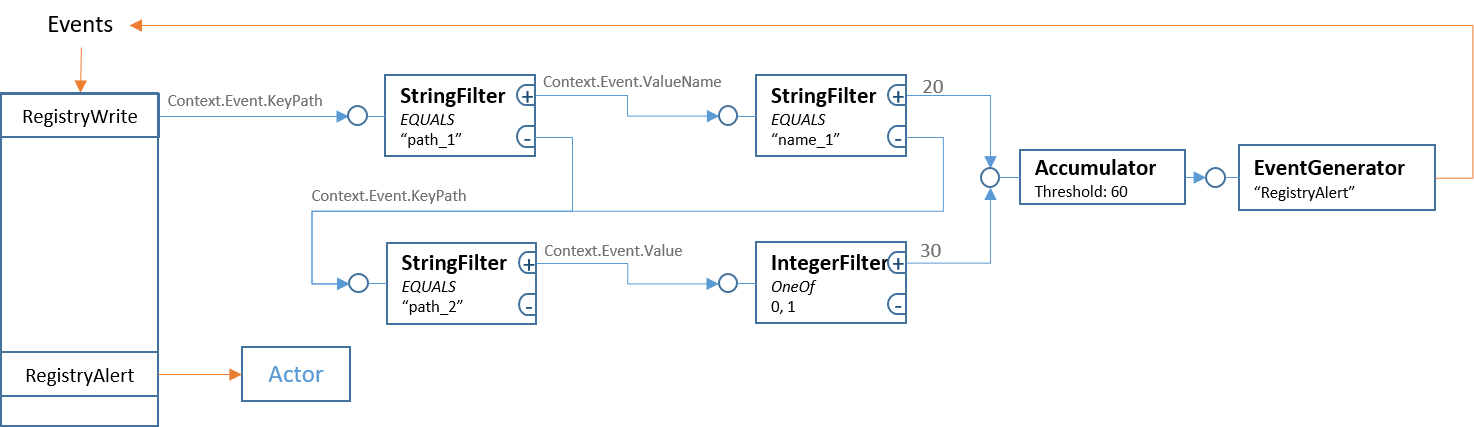 Events
RegistryWrite
Context.Event.KeyPath
StringFilter
EQUALS
“path_1”
+
-
Context.Event.ValueName
StringFilter
EQUALS
“name_1”
+
-
20
Accumulator
Threshold: 60
EventGenerator
“RegistryAlert”
Context.Event.KeyPath
StringFilter
EQUALS
“path_2”
+
-
Context.Event.Value
IntegerFilter
OneOf
0, 1
+
-
30
RegistryAlert
Actor